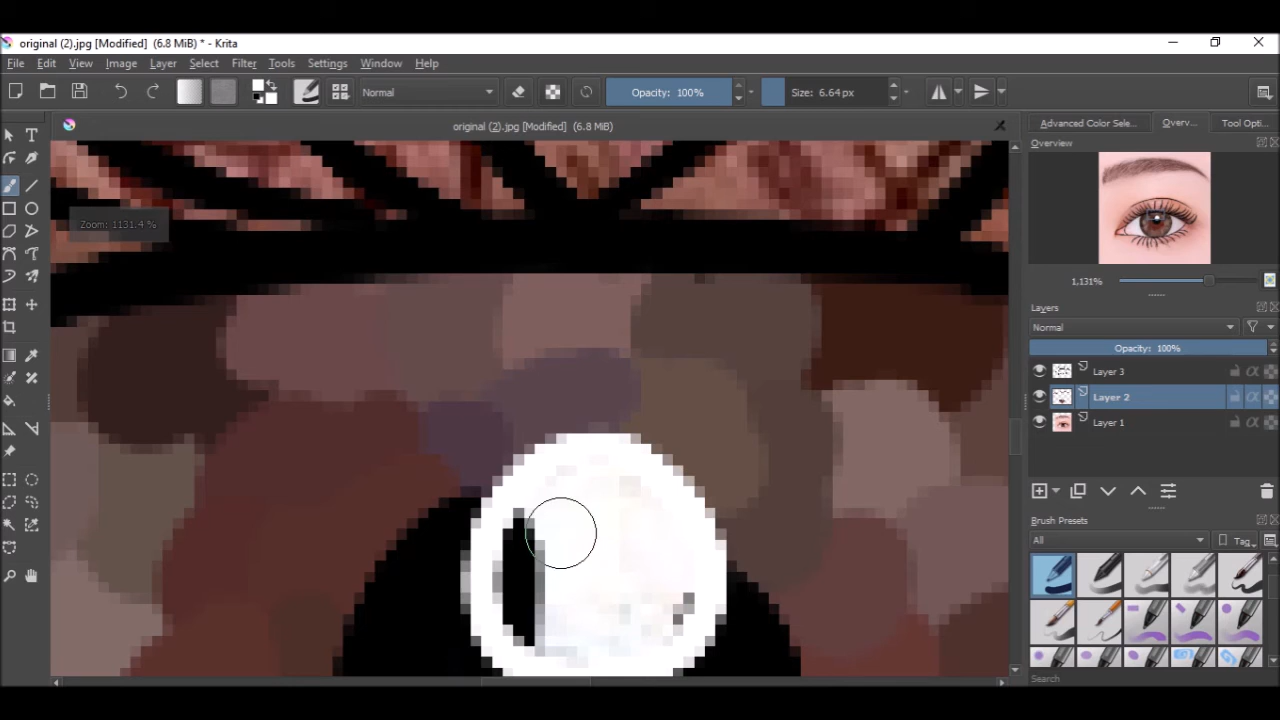 original (2).jpg [Modified] (6.8 MiB) * - Krita
File Edit View Image Layer Select Filter Tools Settings Window Help
Normal Opacity: 100% Size: 6.64 px
original (2).jpg [Modified] (6.8 MiB)
Advanced Color Sele... Overv... Tool Opti...
Overview
Zoom: 1131.4 %
1,131%
Layers
Normal
Opacity: 100%
Layer 3
Layer 2
Layer 1
Brush Presets
All Tag
Search